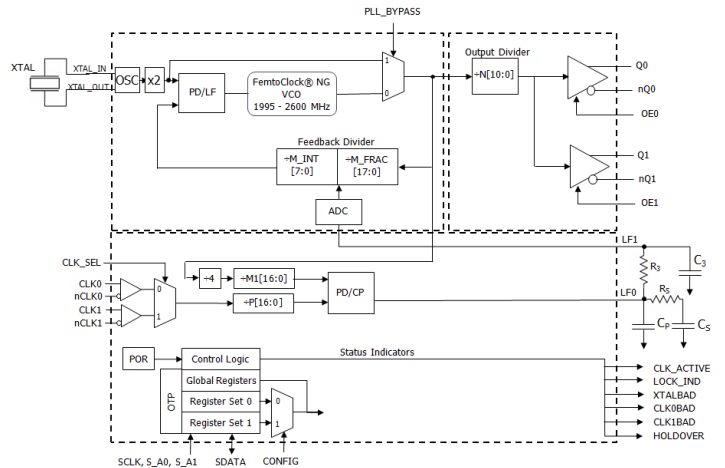 PLL_BYPASS
Output Divider
XTAL
XTAL_IN
XTAL_OUT
OSC
x2
PD/LF
FemtoClock® NG
VCO
1995 - 2600 MHz
1
0
÷N[10:0]
Q0
nQ0
OE0
Feedback Divider
÷M_INT
[7:0]
÷M_FRAC
[17:0]
Q1
nQ1
OE1
ADC
LF1
CLK_SEL
R3
C3
CLK0
nCLK0
CLK1
nCLK1
0
1
÷4
÷M1[16:0]
÷P[16:0]
PD/CP
LF0
RS
CP
CS
POR
Control Logic
Status Indicators
OTP
Global Registers
Register Set 0
Register Set 1
0
1
CLK_ACTIVE
LOCK_IND
XTALBAD
CLK0BAD
CLK1BAD
HOLDOVER
SCLK, S_A0, S_A1
SDATA
CONFIG